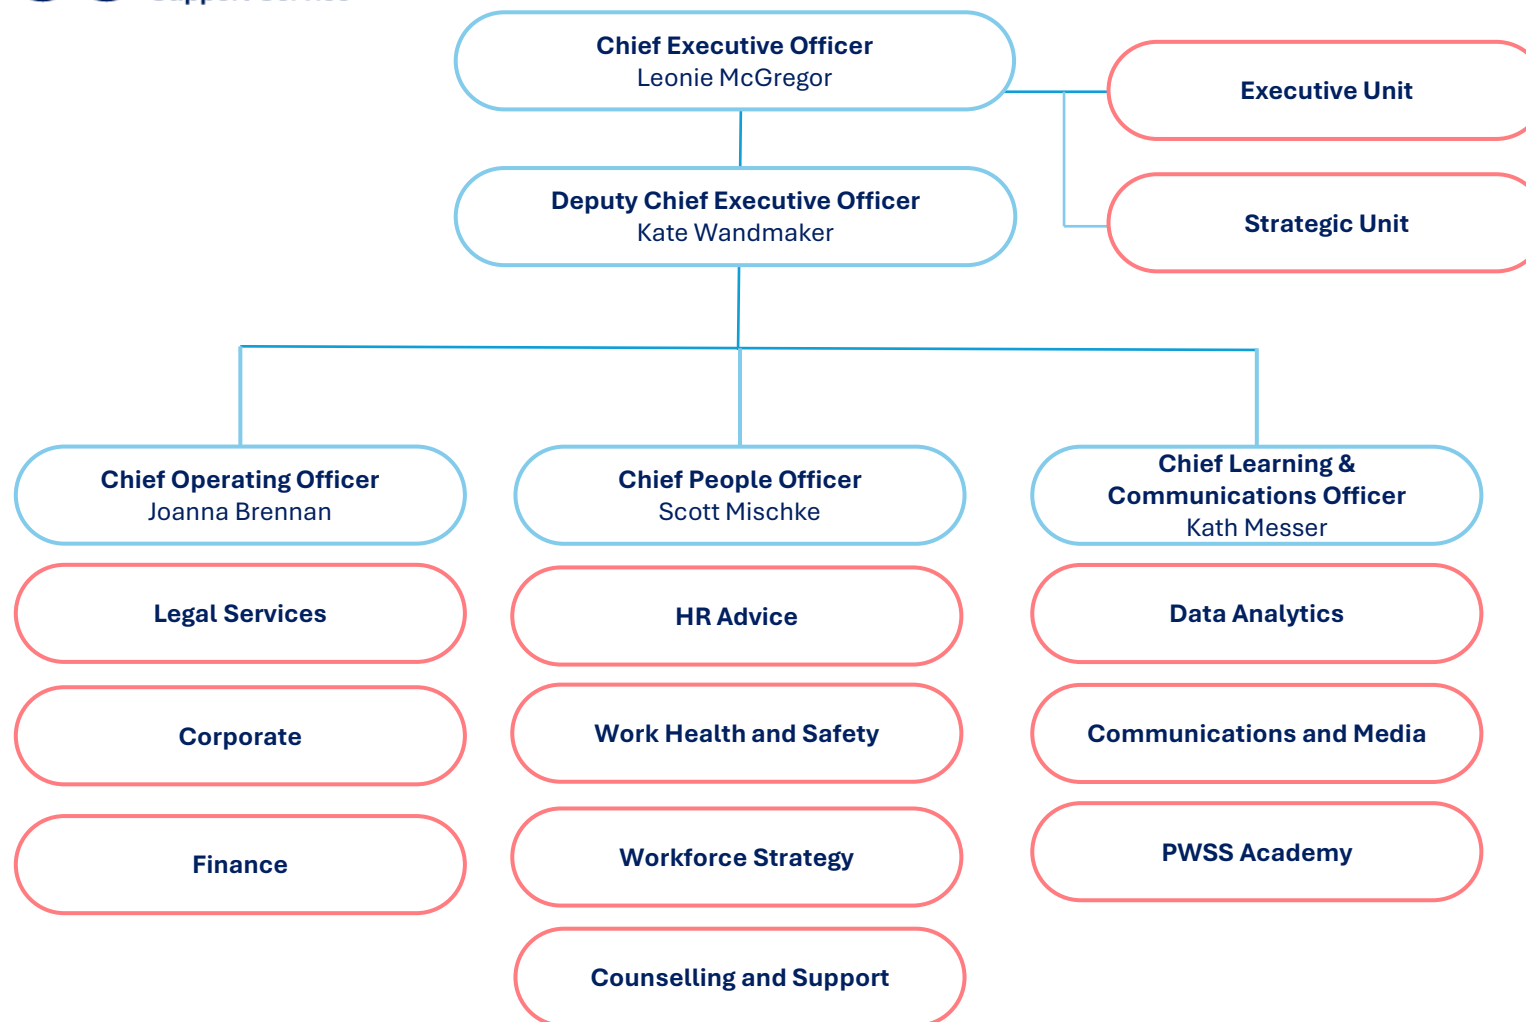 Support Service
Chief Executive Officer
Leonie McGregor
Executive Unit
Deputy Chief Executive Officer
Kate Wandmaker
Strategic Unit
Chief Operating Officer
Joanna Brennan
Legal Services
Corporate
Finance
Chief People Officer
Scott Mischke
HR Advice
Work Health and Safety
Workforce Strategy
Counselling and Support
Chief Learning &
Communications Officer
Kath Messer
Data Analytics
Communications and Media
PWSS Academy